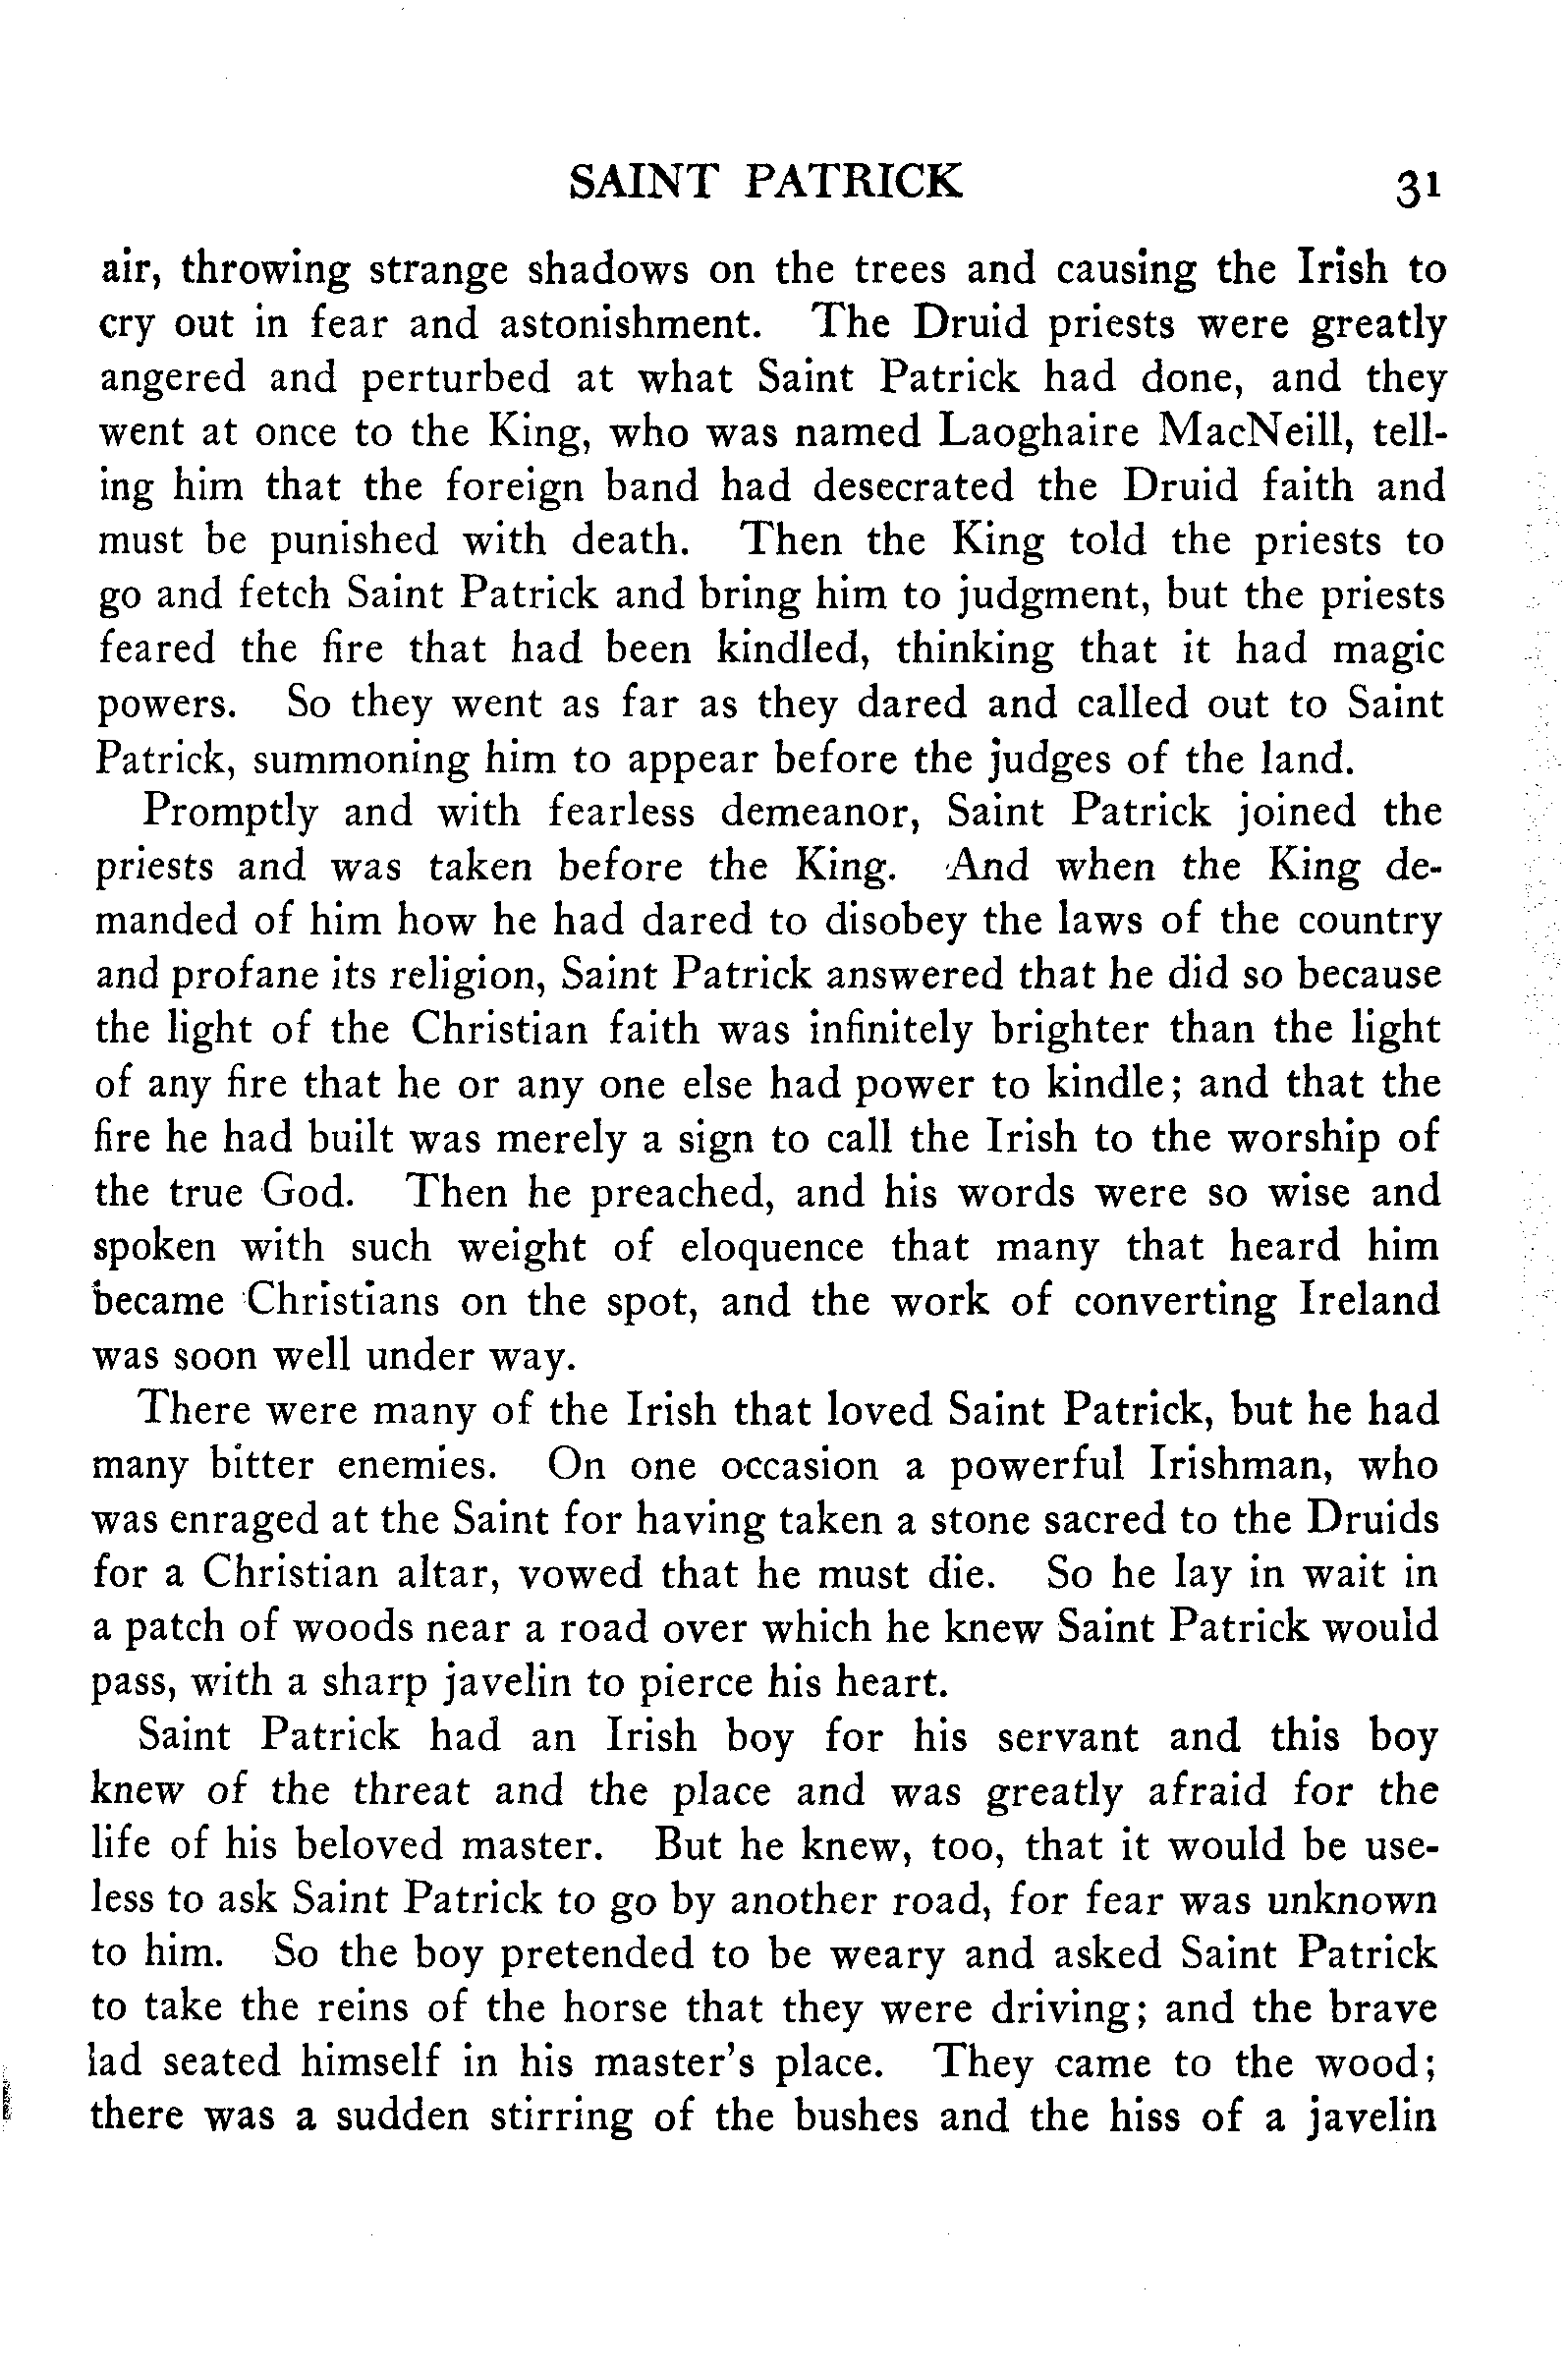 SAINT PATRICK 31
air, throwing strange shadows on the trees and causing the Irish to
cry out in fear and astonishment. The Druid priests were greatly
angered and perturbed at what Saint Patrick had done, and they
went at once to the King, who was named Laoghaire MacNeill, tell-
ing him that the foreign band had desecrated the Druid faith and
must be punished with death. Then the King told the priests to
go and fetch Saint Patrick and bring him to judgment, but the priests
feared the fire that had been kindled, thinking that it had magic
powers. So they went as far as they dared and called out to Saint
Patrick, summoning him to appear before the judges of the land.
Promptly and with fearless demeanor, Saint Patrick joined the
priests and was taken before the King. And when the King de-
manded of him how he had dared to disobey the laws of the country
and profane its religion, Saint Patrick answered that he did so because
the light of the Christian faith was infinitely brighter than the light
of any fire that he or any one else had power to kindle; and that the
fire he had built was merely a sign to call the Irish to the worship of
the true God. Then he preached, and his words were so wise and
spoken with such weight of eloquence that many that heard him
became Christians on the spot, and the work of converting Ireland
was soon well under way.
There were many of the Irish that loved Saint Patrick, but he had
many bitter enemies. On one occasion a powerful Irishman, who
was enraged at the Saint for having taken a stone sacred to the Druids
for a Christian altar, vowed that he must die. So he lay in wait in
a patch of woods near a road over which he knew Saint Patrick would
pass, with a sharp javelin to pierce his heart.
Saint Patrick had an Irish boy for his servant and this boy
knew of the threat and the place and was greatly afraid for the
life of his beloved master. But he knew, too, that it would be use-
less to ask Saint Patrick to go by another road, for fear was unknown
to him. So the boy pretended to be weary and asked Saint Patrick
to take the reins of the horse that they were driving; and the brave
lad seated himself in his master's place. They came to the wood;
there was a sudden stirring of the bushes and the hiss of a javelin